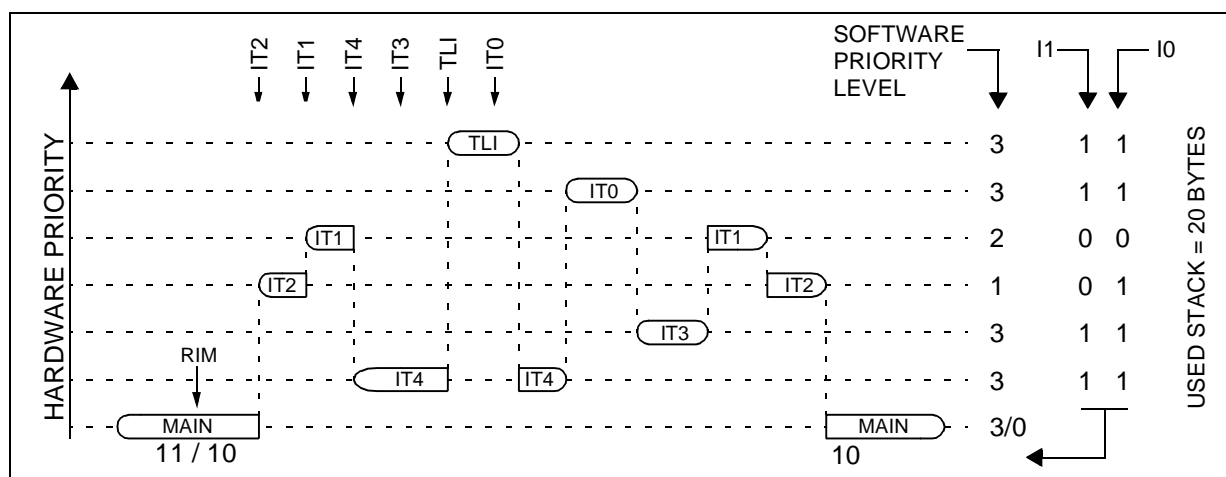 IT2
IT1
IT4
IT3
TLI
IT0
SOFTWARE
PRIORITY
LEVEL
I1
I0
HARDWARE PRIORITY
USED STACK = 20 BYTES
TLI
3
1 1
IT0
3
1 1
IT1
IT1
2
0 0
IT2
IT2
1
0 1
IT3
3
1 1
RIM
IT4
IT4
3
1 1
MAIN
MAIN
3/0
11 / 10
10